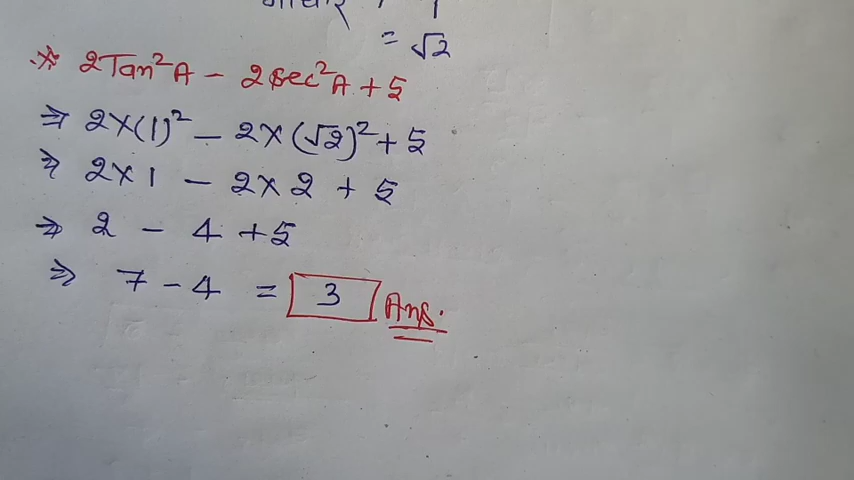 1
= √2
* 2Tan²A - 2sec²A + 5
⇒ 2×(1)² - 2×(√2)² + 5
⇒ 2×1 - 2×2 + 5
⇒ 2 - 4 + 5
⇒ 7 - 4 = 3 Ans.